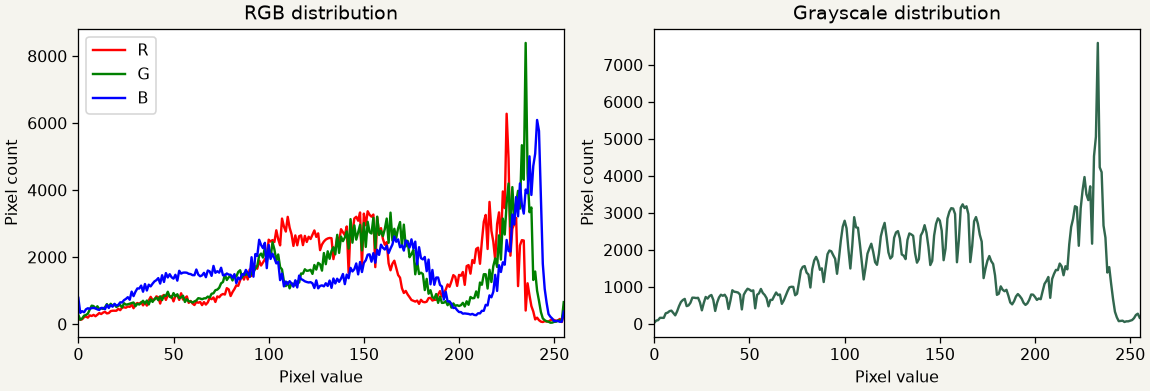 RGB distribution
R
G
B
Pixel count
8000
6000
4000
2000
0
0 50 100 150 200 250
Pixel value
Grayscale distribution
Pixel count
7000
6000
5000
4000
3000
2000
1000
0
0 50 100 150 200 250
Pixel value